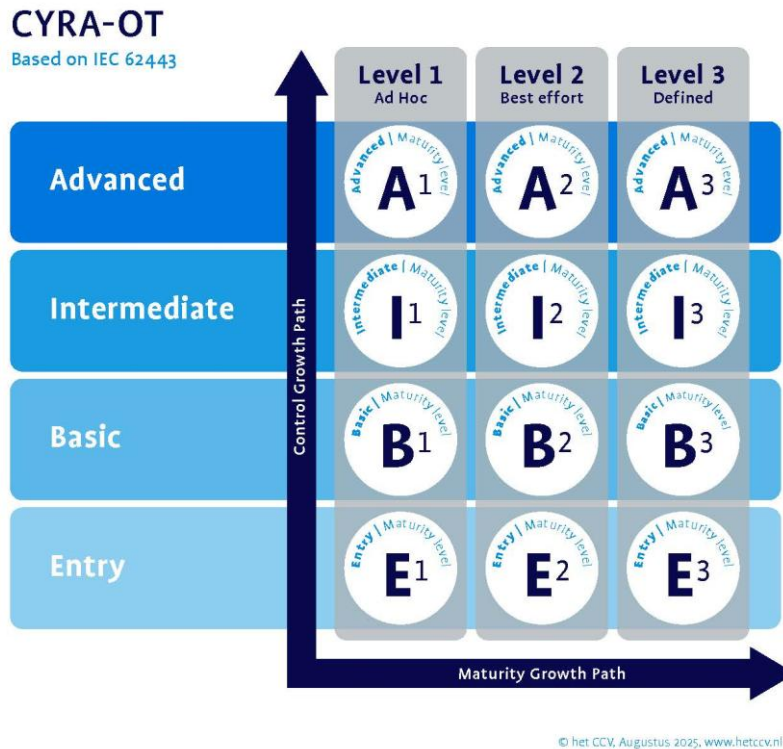 CYRA-OT
Based on IEC 62443
Level 1
Ad Hoc
Level 2
Best effort
Level 3
Defined
Advanced
Advanced | Maturity level
A1
Advanced | Maturity level
A2
Advanced | Maturity level
A3
Intermediate
Intermediate | Maturity level
I1
Intermediate | Maturity level
I2
Intermediate | Maturity level
I3
Control Growth Path
Basic
Basic | Maturity level
B1
Basic | Maturity level
B2
Basic | Maturity level
B3
Entry
Entry | Maturity level
E1
Entry | Maturity level
E2
Entry | Maturity level
E3
Maturity Growth Path
© het CCV, Augustus 2025, www.hetccv.nl